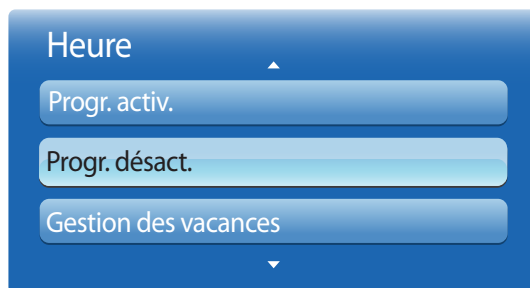 Heure
Progr. activ.
Progr. désact.
Gestion des vacances